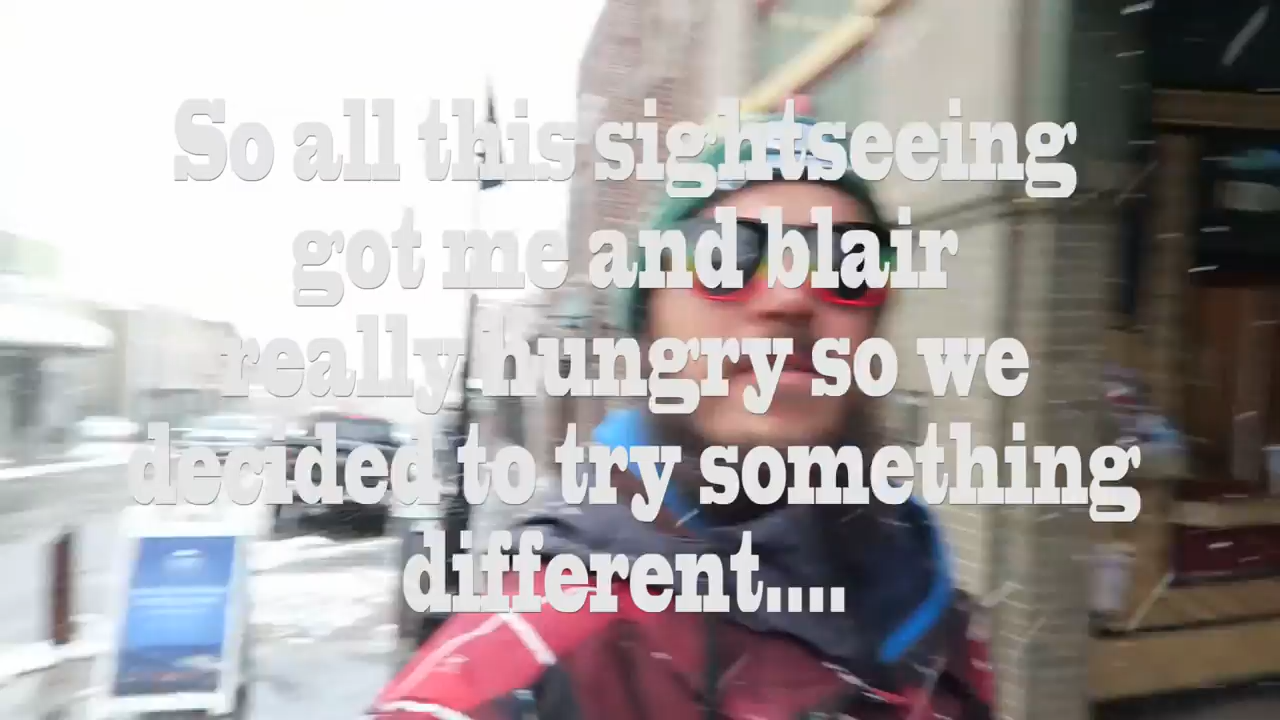 So all this sightseeing
got me and blair
really hungry so we
decided to try something
different....